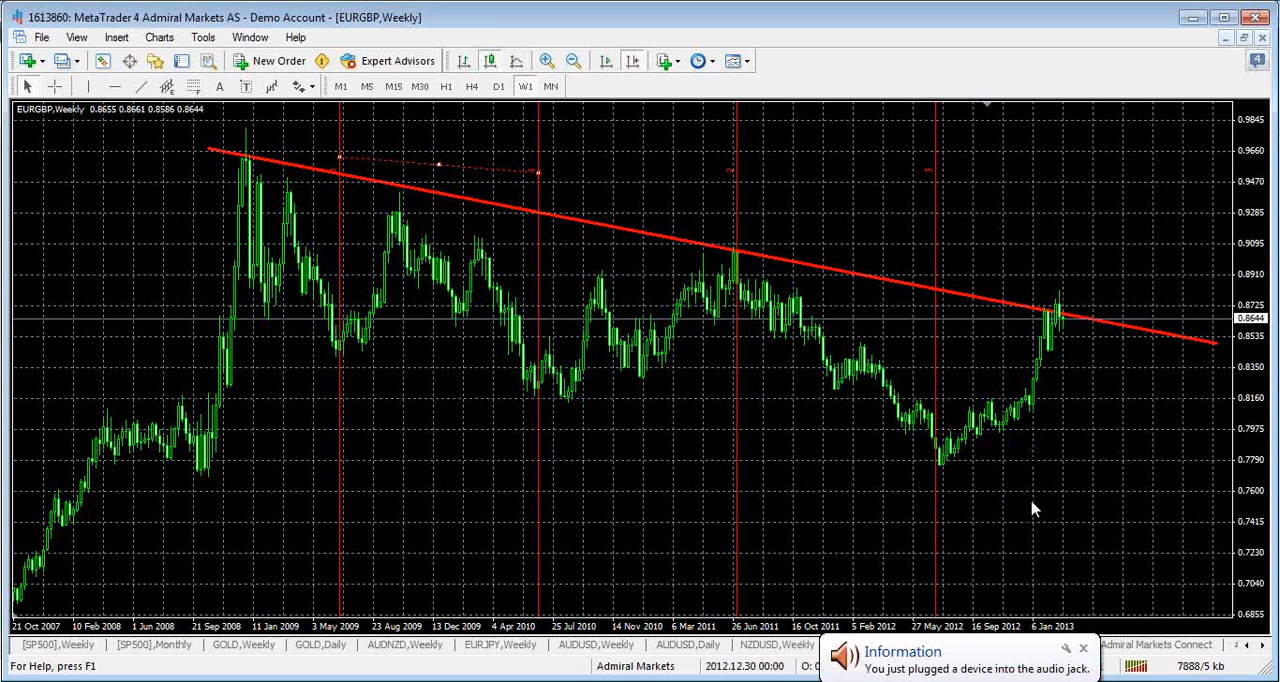 1613860: MetaTrader 4 Admiral Markets AS - Demo Account - [EURGBP,Weekly]
File View Insert Charts Tools Window Help
New Order Expert Advisors 4
A T M1 M5 M15 M30 H1 H4 D1 W1 MN
EURGBP,Weekly 0.8655 0.8661 0.8586 0.8644
0.9845
0.9660
0.9470
0.9285
0.9095
0.8910
0.8725
0.8644
0.8535
0.8350
0.8160
0.7975
0.7790
0.7600
0.7415
0.7230
0.7040
0.6855
2
3
21 Oct 2007 10 Feb 2008 1 Jun 2008 21 Sep 2008 11 Jan 2009 3 May 2009 23 Aug 2009 13 Dec 2009 4 Apr 2010 25 Jul 2010 14 Nov 2010 6 Mar 2011 26 Jun 2011 16 Oct 2011 5 Feb 2012 27 May 2012 16 Sep 2012 6 Jan 2013
[SP500],Weekly [SP500],Monthly GOLD,Weekly GOLD,Daily AUDNZD,Weekly EURJPY,Weekly AUDUSD,Weekly AUDUSD,Daily NZDUSD,Weekly Admiral Markets Connect
Information
You just plugged a device into the audio jack.
For Help, press F1 Admiral Markets 2012.12.30 00:00 O: 0 7888/5 kb